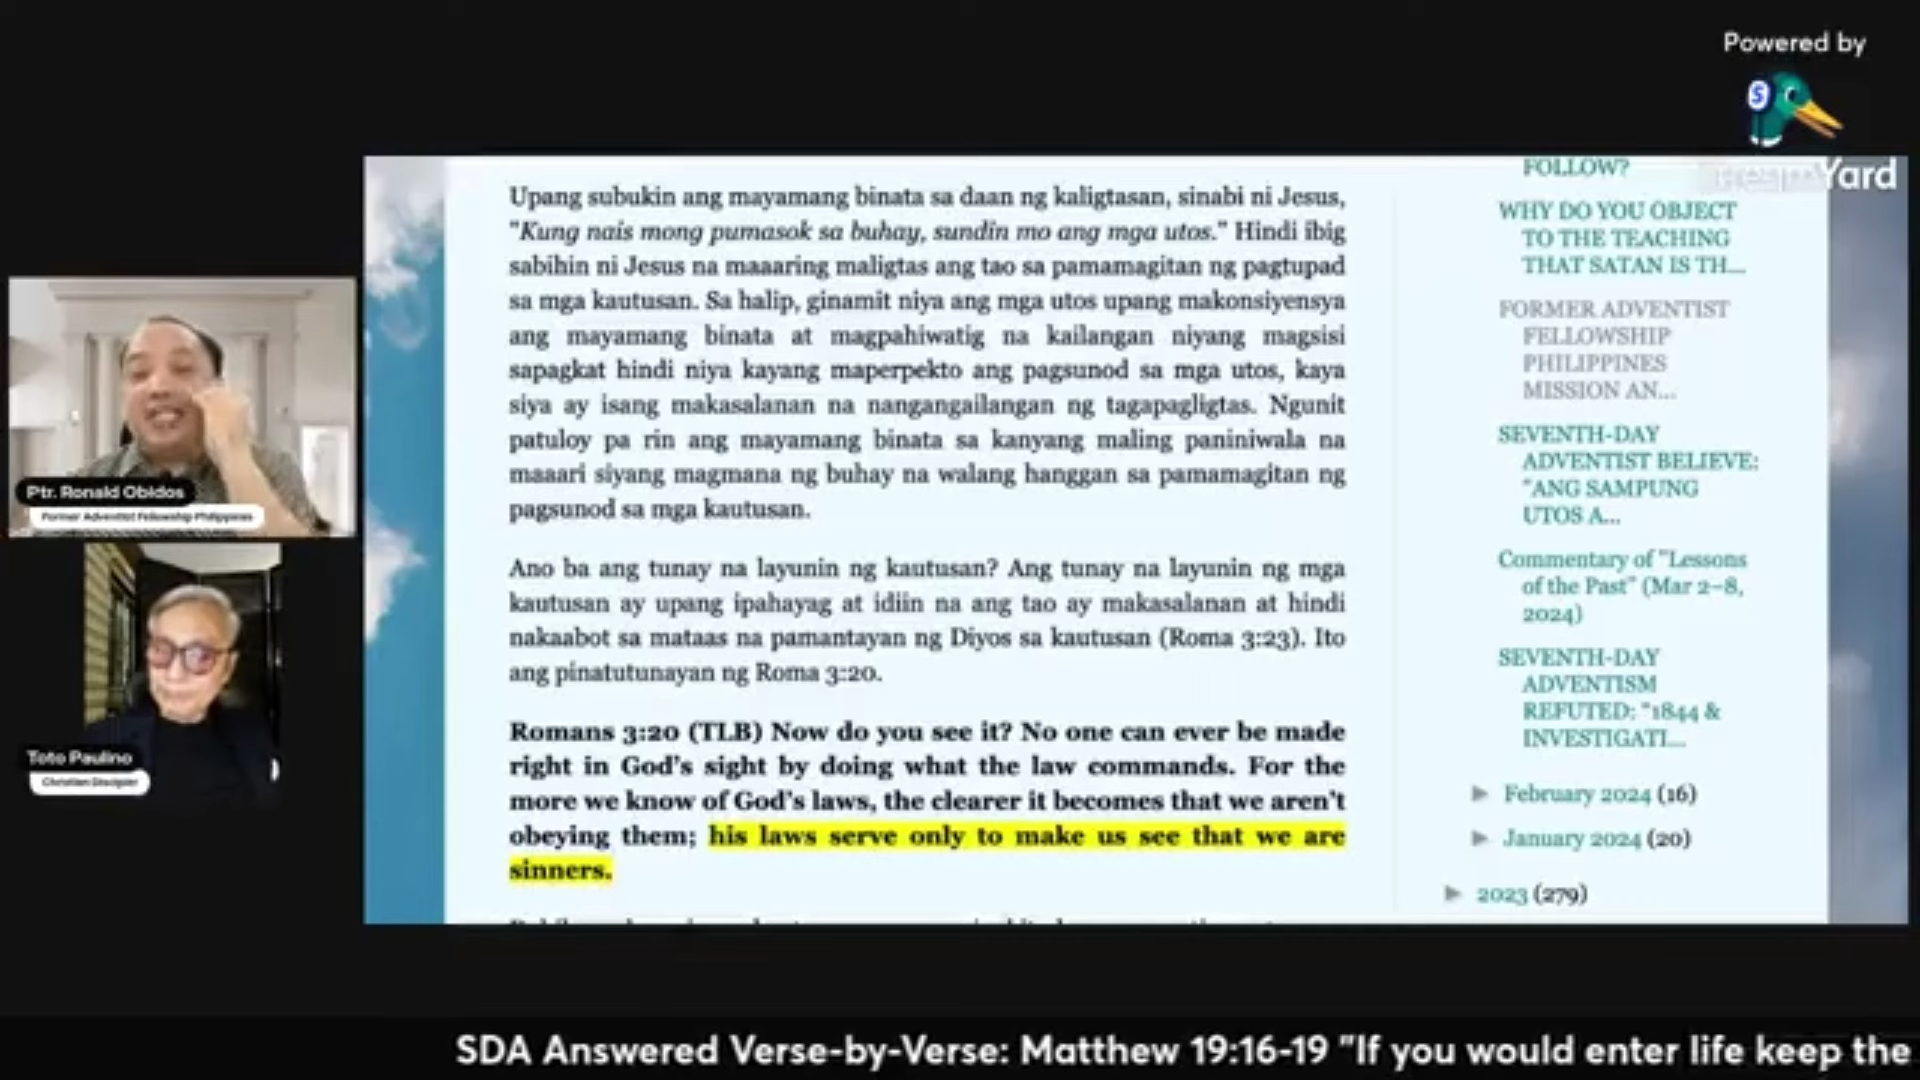 Powered by
Yard
Upang subukin ang mayamang binata sa daan ng kaligtasan, sinabi ni Jesus,
"Kung nais mong pumasok sa buhay, sundin mo ang mga utos." Hindi ibig
sabihin ni Jesus na maaaring maligtas ang tao sa pamamagitan ng pagtupad
sa mga kautusan. Sa halip, ginamit niya ang mga utos upang makonsiyensya
ang mayamang binata at magpahiwatig na kailangan niyang magsisi
sapagkat hindi niya kayang maperpekto ang pagsunod sa mga utos, kaya
siya ay isang makasalanan na nangangailangan ng tagapagligtas. Ngunit
patuloy pa rin ang mayamang binata sa kanyang maling paniniwala na
maaari siyang magmana ng buhay na walang hanggan sa pamamagitan ng
pagsunod sa mga kautusan.
Ano ba ang tunay na layunin ng kautusan? Ang tunay na layunin ng mga
kautusan ay upang ipahayag at idiin na ang tao ay makasalanan at hindi
nakaabot sa mataas na pamantayan ng Diyos sa kautusan (Roma 3:23). Ito
ang pinatutunayan ng Roma 3:20.
Romans 3:20 (TLB) Now do you see it? No one can ever be made
right in God's sight by doing what the law commands. For the
more we know of God's laws, the clearer it becomes that we aren't
obeying them; his laws serve only to make us see that we are
sinners.
FOLLOW?
WHY DO YOU OBJECT
TO THE TEACHING
THAT SATAN IS TH...
FORMER ADVENTIST
FELLOWSHIP
PHILIPPINES
MISSION AN...
SEVENTH-DAY
ADVENTIST BELIEVE:
"ANG SAMPUNG
UTOS A...
Commentary of "Lessons
of the Past" (Mar 2–8,
2024)
SEVENTH-DAY
ADVENTISM
REFUTED: "1844 &
INVESTIGATI...
► February 2024 (16)
► January 2024 (20)
► 2023 (279)
Ptr. Ronald Obidos
Former Adventist Fellowship Philippines
Toto Paulino
Christian Discipler
SDA Answered Verse-by-Verse: Matthew 19:16-19 "If you would enter life keep the